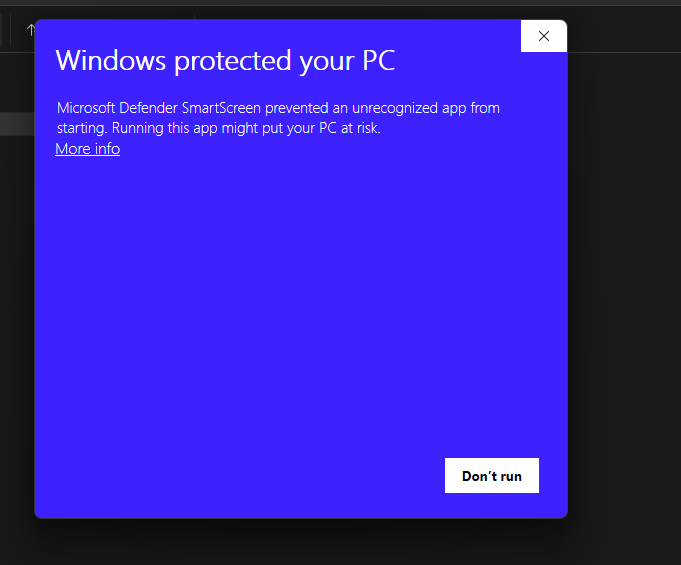 Windows protected your PC
Microsoft Defender SmartScreen prevented an unrecognized app from
starting. Running this app might put your PC at risk.
More info
Don't run